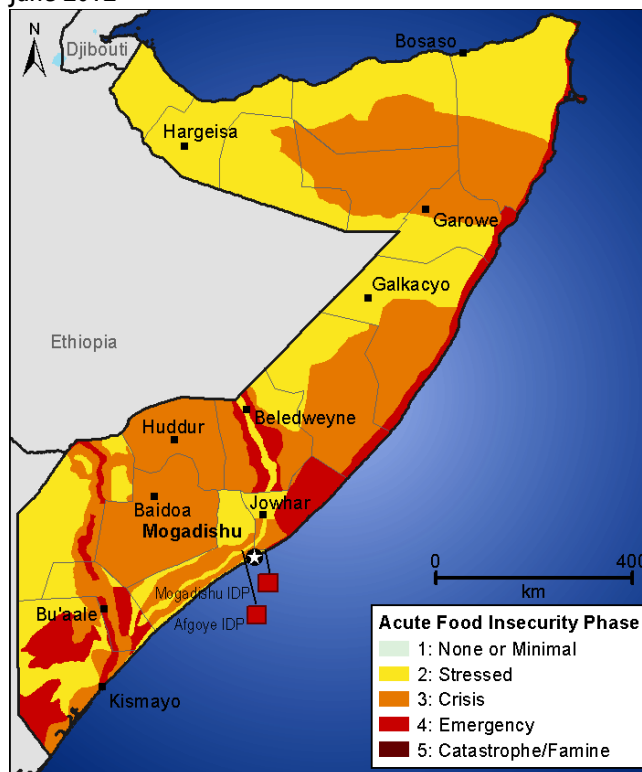 june 2012
N
Djibouti
Bosaso
Hargeisa
Garowe
Galkacyo
Ethiopia
Beledweyne
Huddur
Baidoa
Jowhar
Mogadishu
Mogadishu IDP
Bu'aale
Afgoye IDP
Kismayo
0 400
km
Acute Food Insecurity Phase
1: None or Minimal
2: Stressed
3: Crisis
4: Emergency
5: Catastrophe/Famine